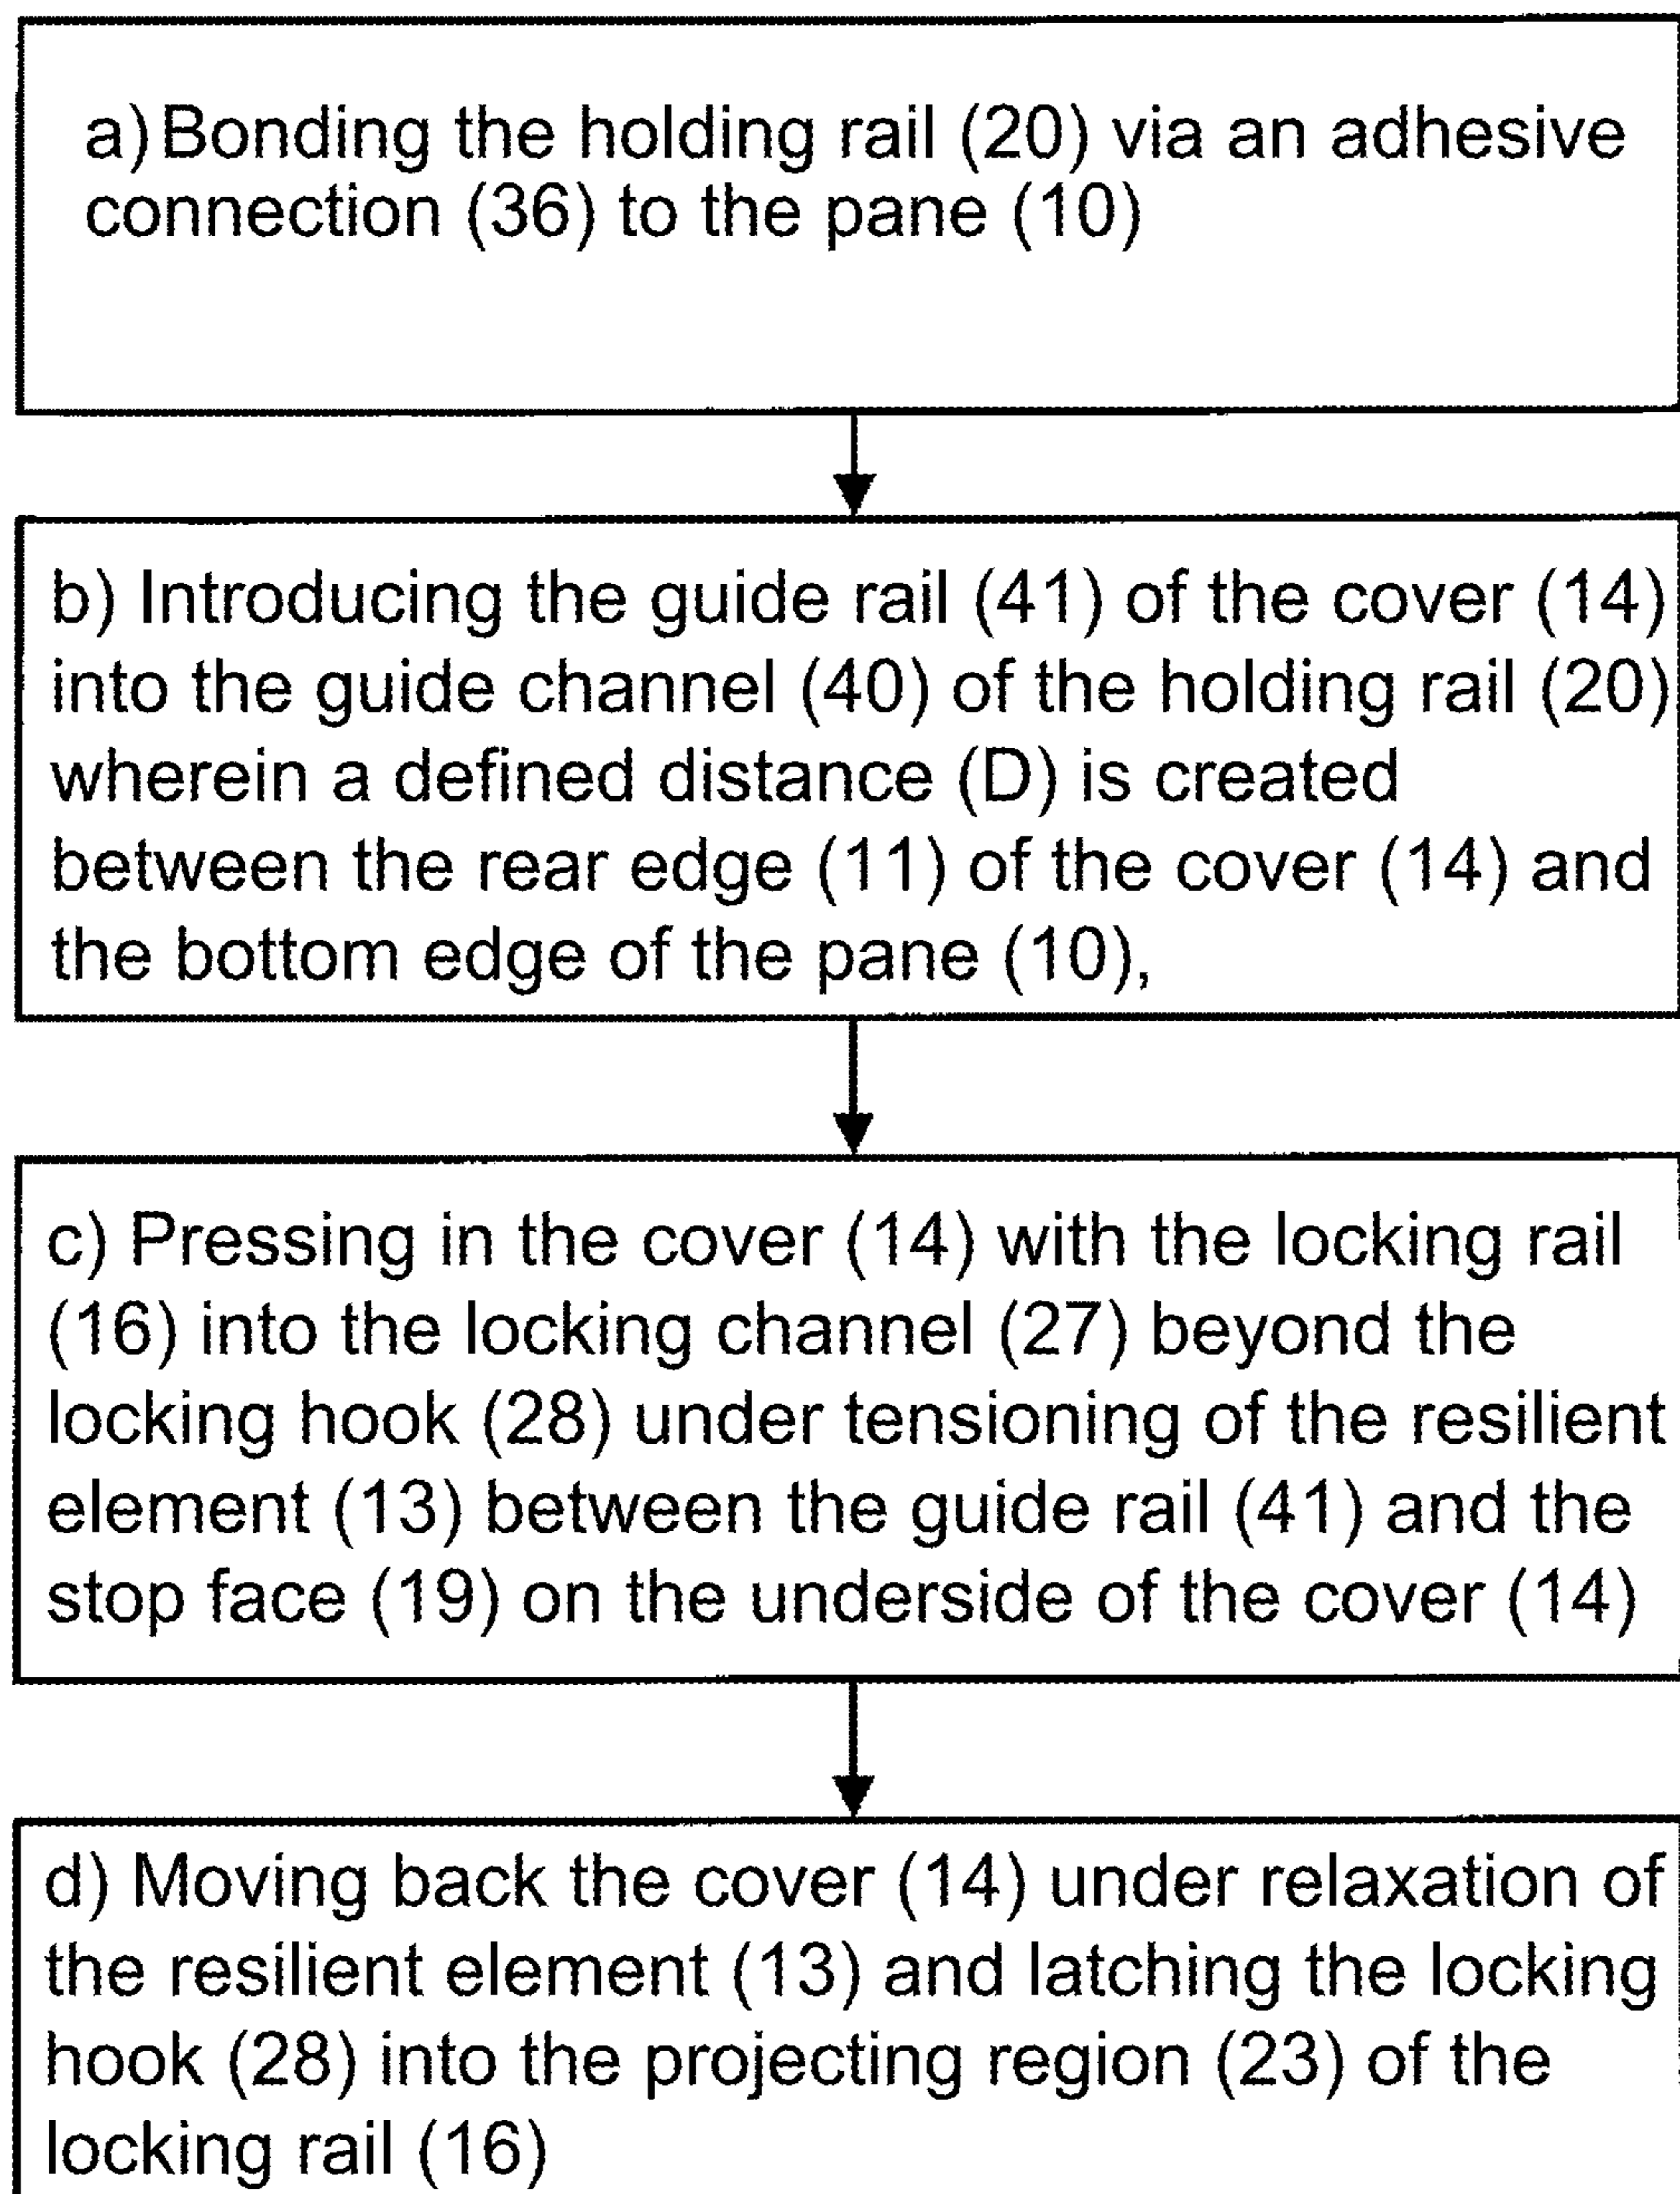 a) Bonding the holding rail (20) via an adhesive
connection (36) to the pane (10)
b) Introducing the guide rail (41) of the cover (14)
into the guide channel (40) of the holding rail (20)
wherein a defined distance (D) is created
between the rear edge (11) of the cover (14) and
the bottom edge of the pane (10),
c) Pressing in the cover (14) with the locking rail
(16) into the locking channel (27) beyond the
locking hook (28) under tensioning of the resilient
element (13) between the guide rail (41) and the
stop face (19) on the underside of the cover (14)
d) Moving back the cover (14) under relaxation of
the resilient element (13) and latching the locking
hook (28) into the projecting region (23) of the
locking rail (16)